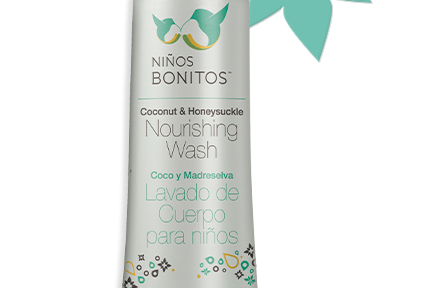 NIÑOS
BONITOS™
Coconut & Honeysuckle
Nourishing
Wash
Coco y Madreselva
Lavado de
Cuerpo
para niños